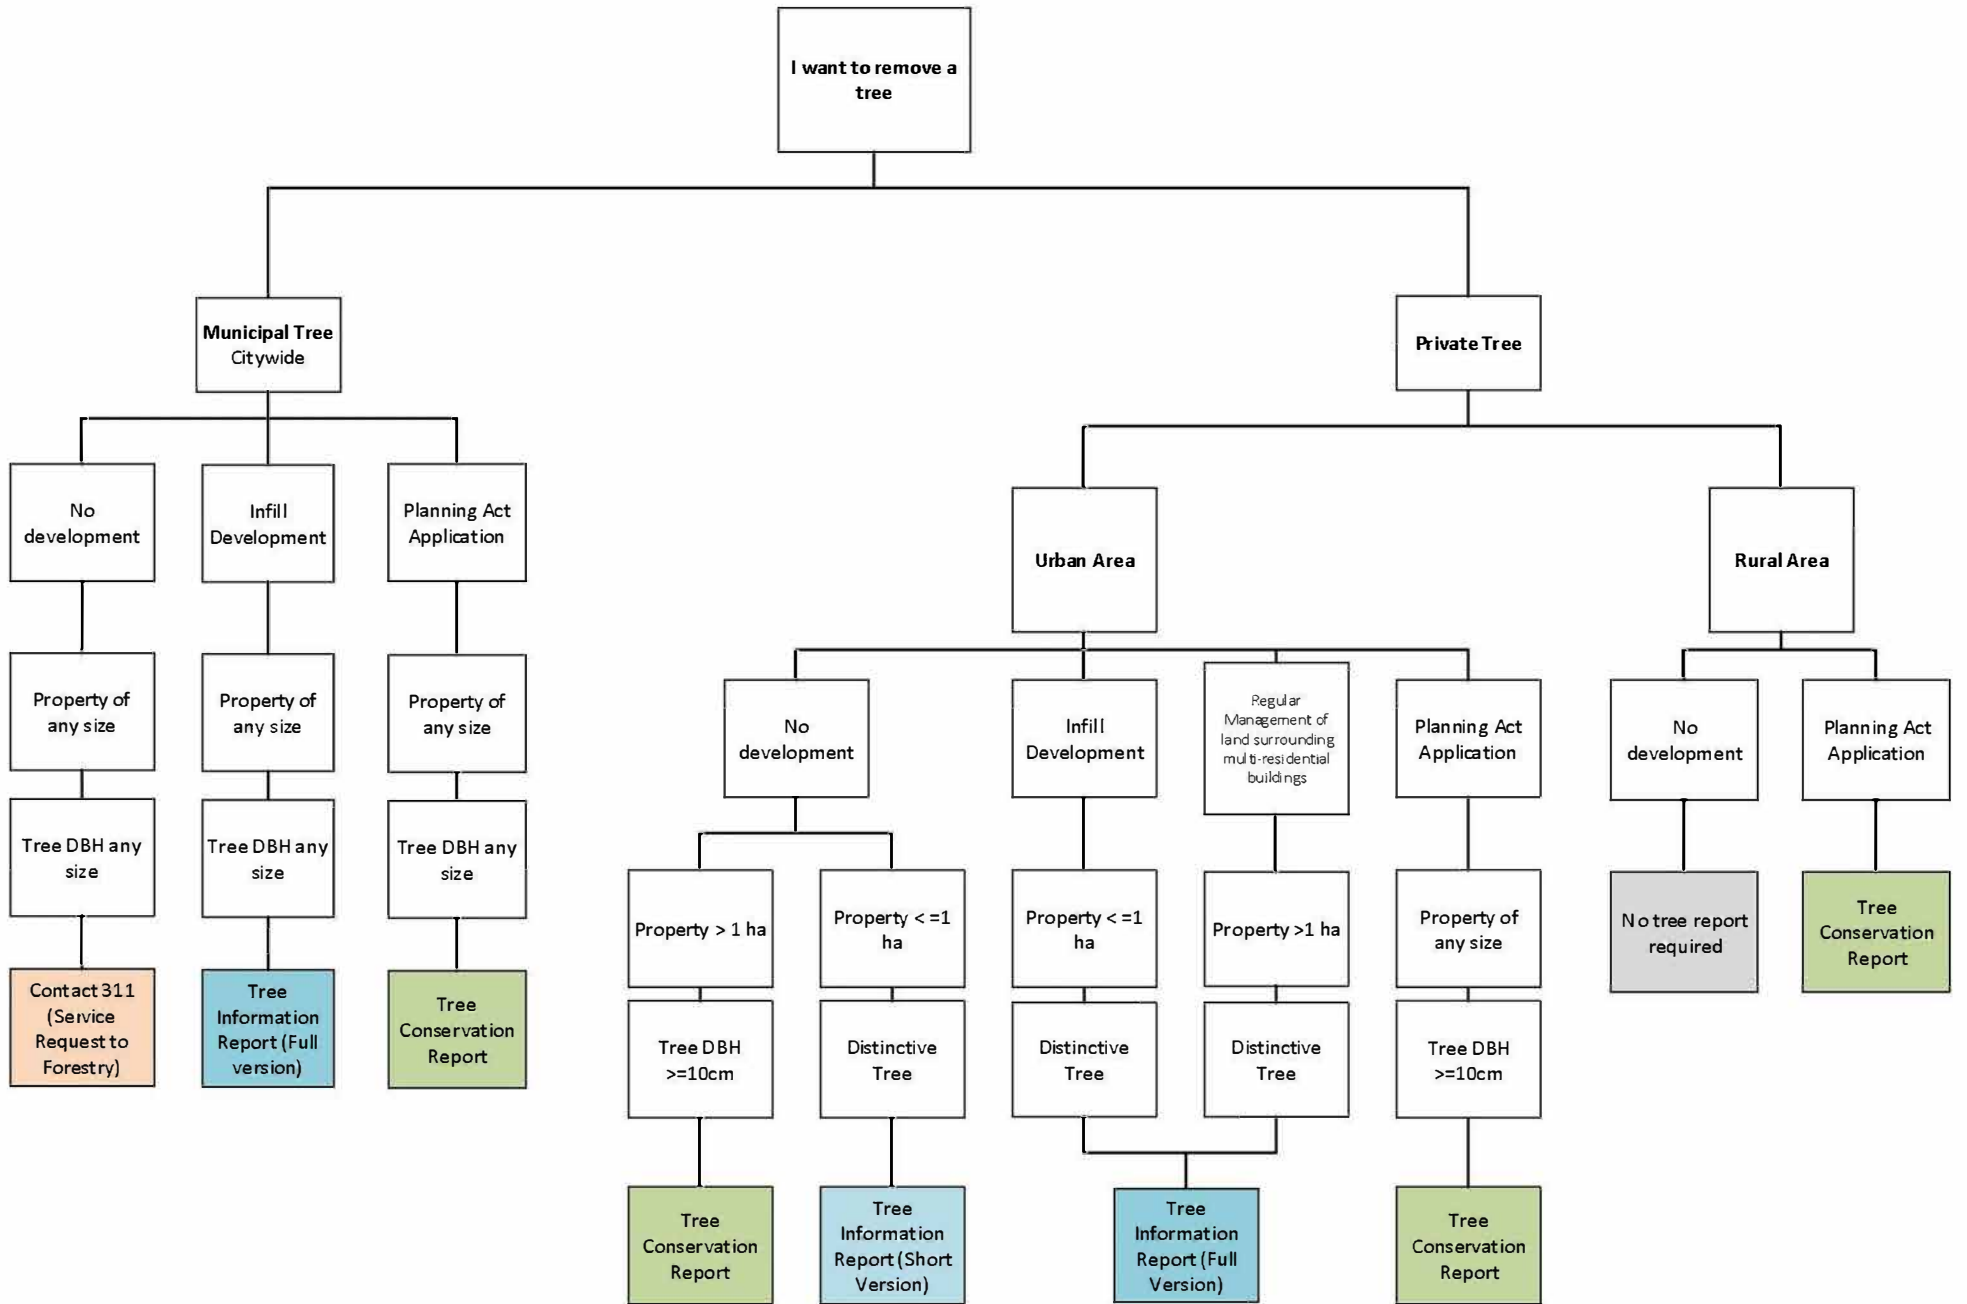 I want to remove a
tree
Municipal Tree
Citywide
Private Tree
No
development
Infill
Development
Planning Act
Application
Urban Area
Rural Area
Property of
any size
Property of
any size
Property of
any size
No
development
Infill
Development
Regular
Management of
land surrounding
multi-residential
buildings
Planning Act
Application
No
development
Planning Act
Application
Tree DBH any
size
Tree DBH any
size
Tree DBH any
size
Property > 1 ha
Property < =1
ha
Property < =1
ha
Property >1 ha
Property of
any size
No tree report
required
Tree
Conservation
Report
Contact 311
(Service
Request to
Forestry)
Tree
Information
Report (Full
version)
Tree
Conservation
Report
Tree DBH
>=10cm
Distinctive
Tree
Distinctive
Tree
Distinctive
Tree
Tree DBH
>=10cm
Tree
Conservation
Report
Tree
Information
Report (Short
Version)
Tree
Information
Report (Full
Version)
Tree
Conservation
Report